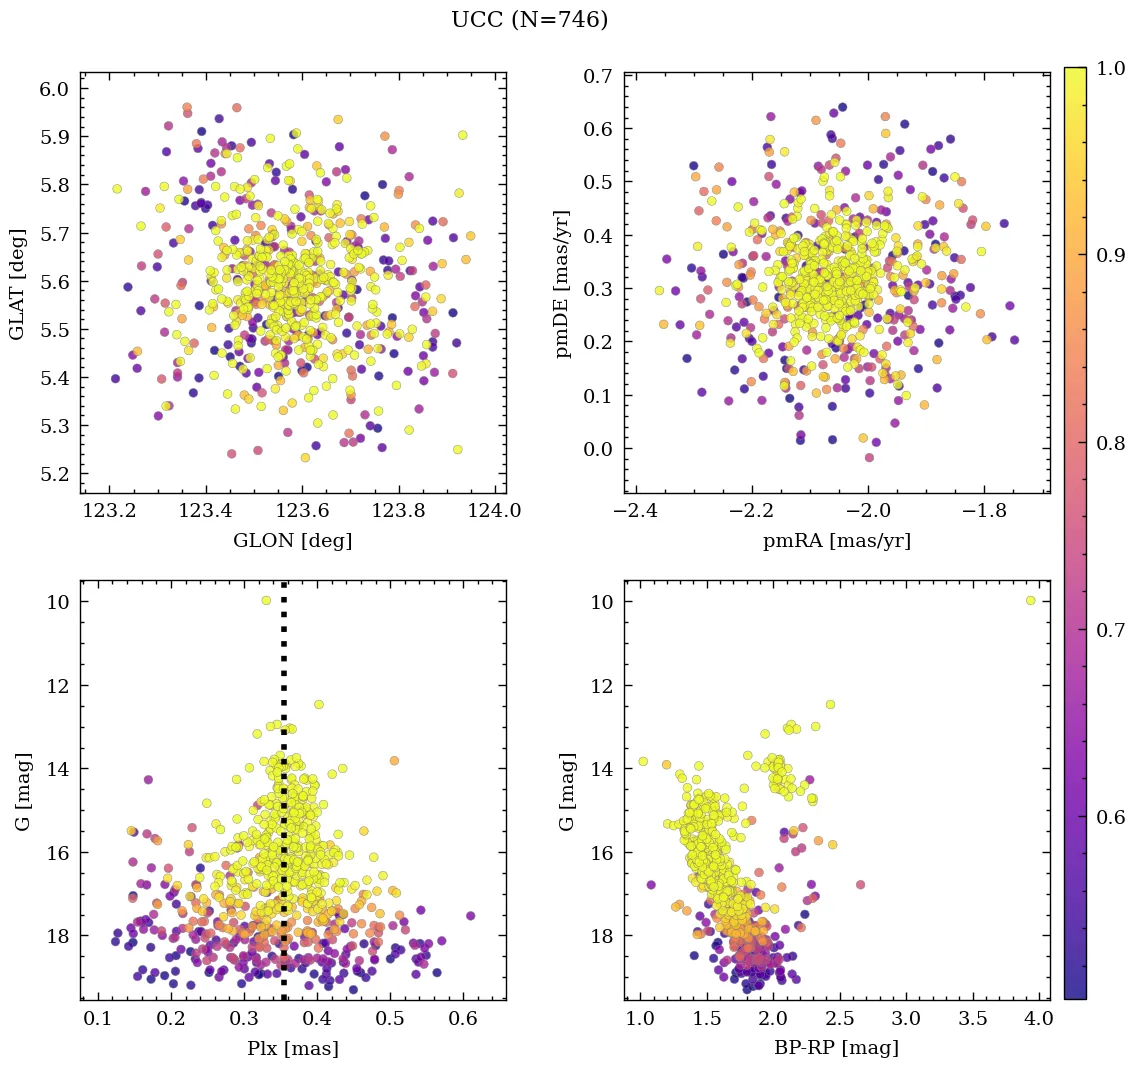 UCC (N=746)
6.0
5.9
5.8
5.7
5.6
5.5
5.4
5.3
5.2
GLAT [deg]
123.2 123.4 123.6 123.8 124.0
GLON [deg]
0.7
0.6
0.5
0.4
0.3
0.2
0.1
0.0
pmDE [mas/yr]
−2.4 −2.2 −2.0 −1.8
pmRA [mas/yr]
10
12
14
16
18
G [mag]
0.1 0.2 0.3 0.4 0.5 0.6
Plx [mas]
10
12
14
16
18
G [mag]
1.0 1.5 2.0 2.5 3.0 3.5 4.0
BP-RP [mag]
1.0
0.9
0.8
0.7
0.6